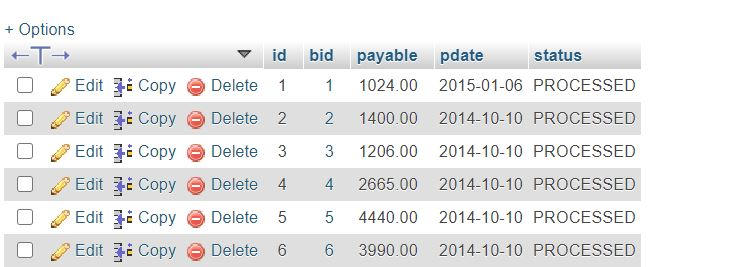 + Options
←T→ id bid payable pdate status
Edit Copy Delete 1 1 1024.00 2015-01-06 PROCESSED
Edit Copy Delete 2 2 1400.00 2014-10-10 PROCESSED
Edit Copy Delete 3 3 1206.00 2014-10-10 PROCESSED
Edit Copy Delete 4 4 2665.00 2014-10-10 PROCESSED
Edit Copy Delete 5 5 4440.00 2014-10-10 PROCESSED
Edit Copy Delete 6 6 3990.00 2014-10-10 PROCESSED